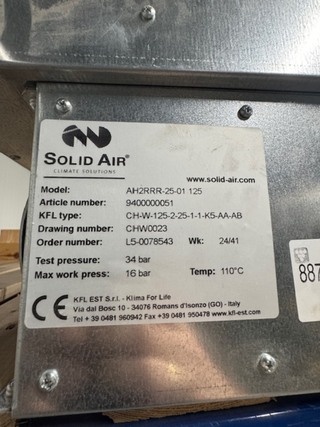 SOLID AIR®
CLIMATE SOLUTIONS
www.solid-air.com
Model: AH2RRR-25-01 125
Article number: 9400000051
KFL type: CH-W-125-2-25-1-1-K5-AA-AB
Drawing number: CHW0023
Order number: L5-0078543 Wk: 24/41
Test pressure: 34 bar
Max work press: 16 bar Temp: 110°C
CE KFL EST S.r.l. - Klima For Life
Via dal Bosc 10 - 34076 Romans d'Isonzo (GO) - Italy
Tel + 39 0481 960942 Fax +39 0481 950478 www.kfl-est.com
887